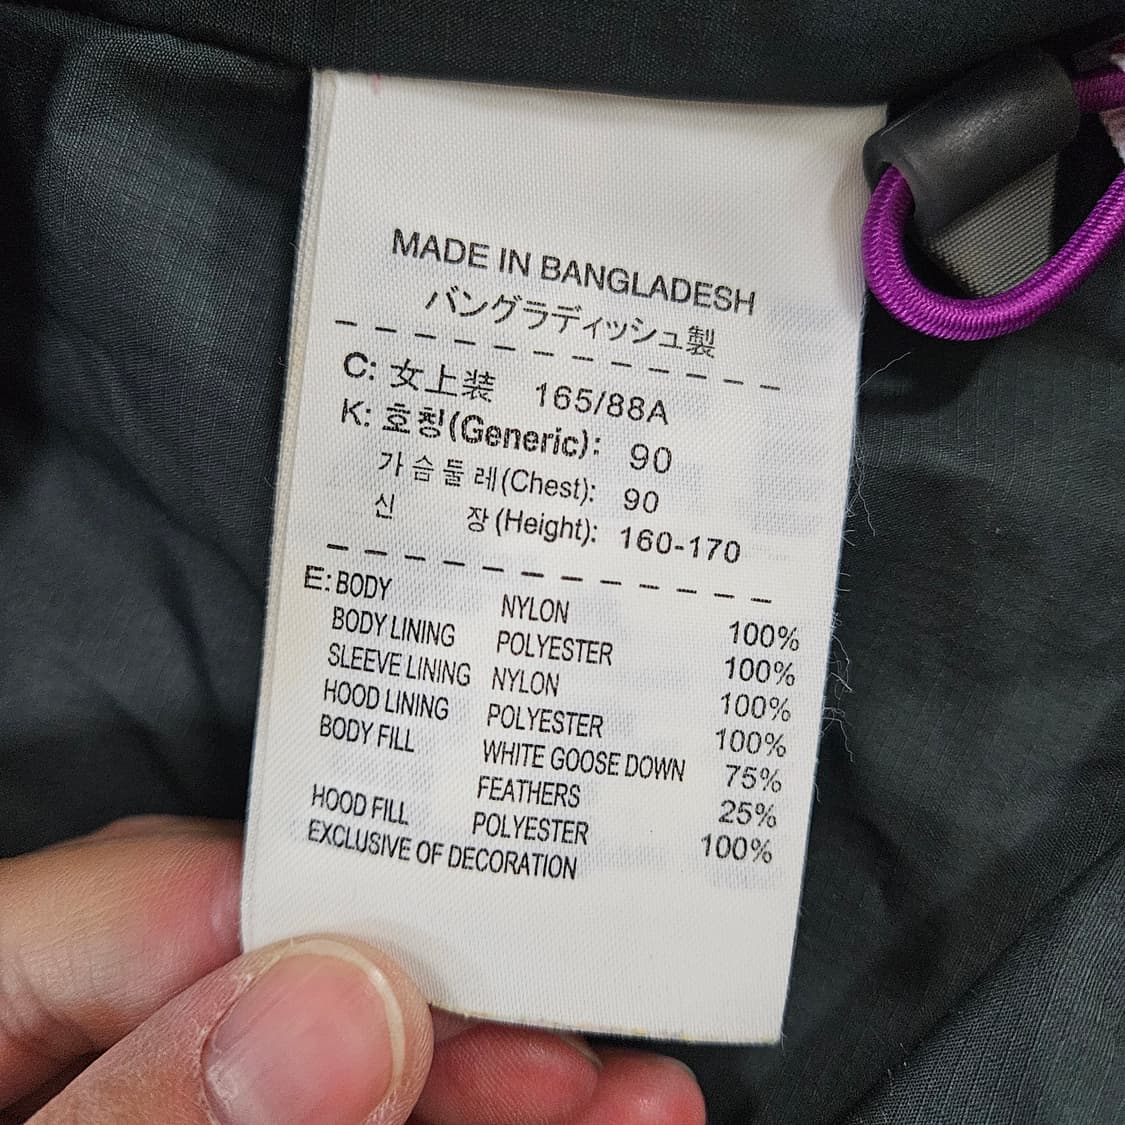 MADE IN BANGLADESH
バングラディッシュ製
C: 女上装 165/88A
K: 호칭(Generic): 90
가슴둘레(Chest): 90
신 장(Height): 160-170
E: BODY NYLON 100%
BODY LINING POLYESTER 100%
SLEEVE LINING NYLON 100%
HOOD LINING POLYESTER 100%
BODY FILL WHITE GOOSE DOWN 75%
FEATHERS 25%
HOOD FILL POLYESTER 100%
EXCLUSIVE OF DECORATION